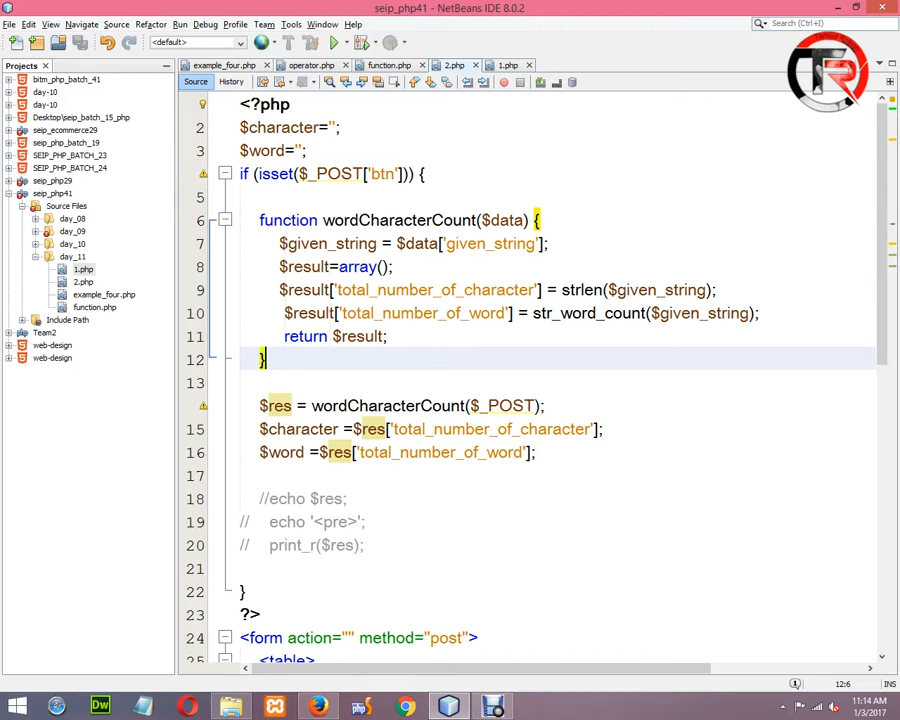 seip_php41 - NetBeans IDE 8.0.2
File Edit View Navigate Source Refactor Run Debug Profile Team Tools Window Help
Search (Ctrl+I)
<default>
Projects
example_four.php operator.php function.php 2.php 1.php
Source History
bitm_php_batch_41
day-10
day-10
Desktop\seip_batch_15_php
seip_ecommerce29
seip_php_batch_19
SEIP_PHP_BATCH_23
SEIP_PHP_BATCH_24
seip_php29
seip_php41
Source Files
day_08
day_09
day_10
day_11
1.php
2.php
example_four.php
function.php
Include Path
Team2
web-design
web-design
<?php
2 $character='';
3 $word='';
if (isset($_POST['btn'])) {
5
6 function wordCharacterCount($data) {
7 $given_string = $data['given_string'];
8 $result=array();
9 $result['total_number_of_character'] = strlen($given_string);
10 $result['total_number_of_word'] = str_word_count($given_string);
11 return $result;
12 }
13
$res = wordCharacterCount($_POST);
15 $character =$res['total_number_of_character'];
16 $word =$res['total_number_of_word'];
17
18 //echo $res;
19 // echo '<pre>';
20 // print_r($res);
21
22 }
23 ?>
24 <form action="" method="post">
25 <table>
12:6 INS
Dw
11:14 AM
1/3/2017